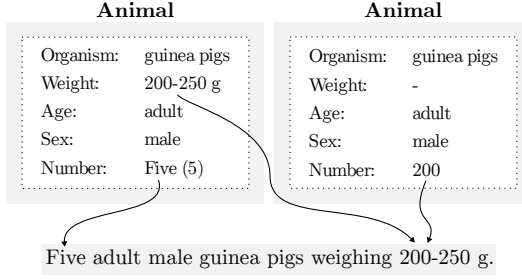 Animal
Organism: guinea pigs
Weight: 200-250 g
Age: adult
Sex: male
Number: Five (5)
Animal
Organism: guinea pigs
Weight: -
Age: adult
Sex: male
Number: 200
Five adult male guinea pigs weighing 200-250 g.